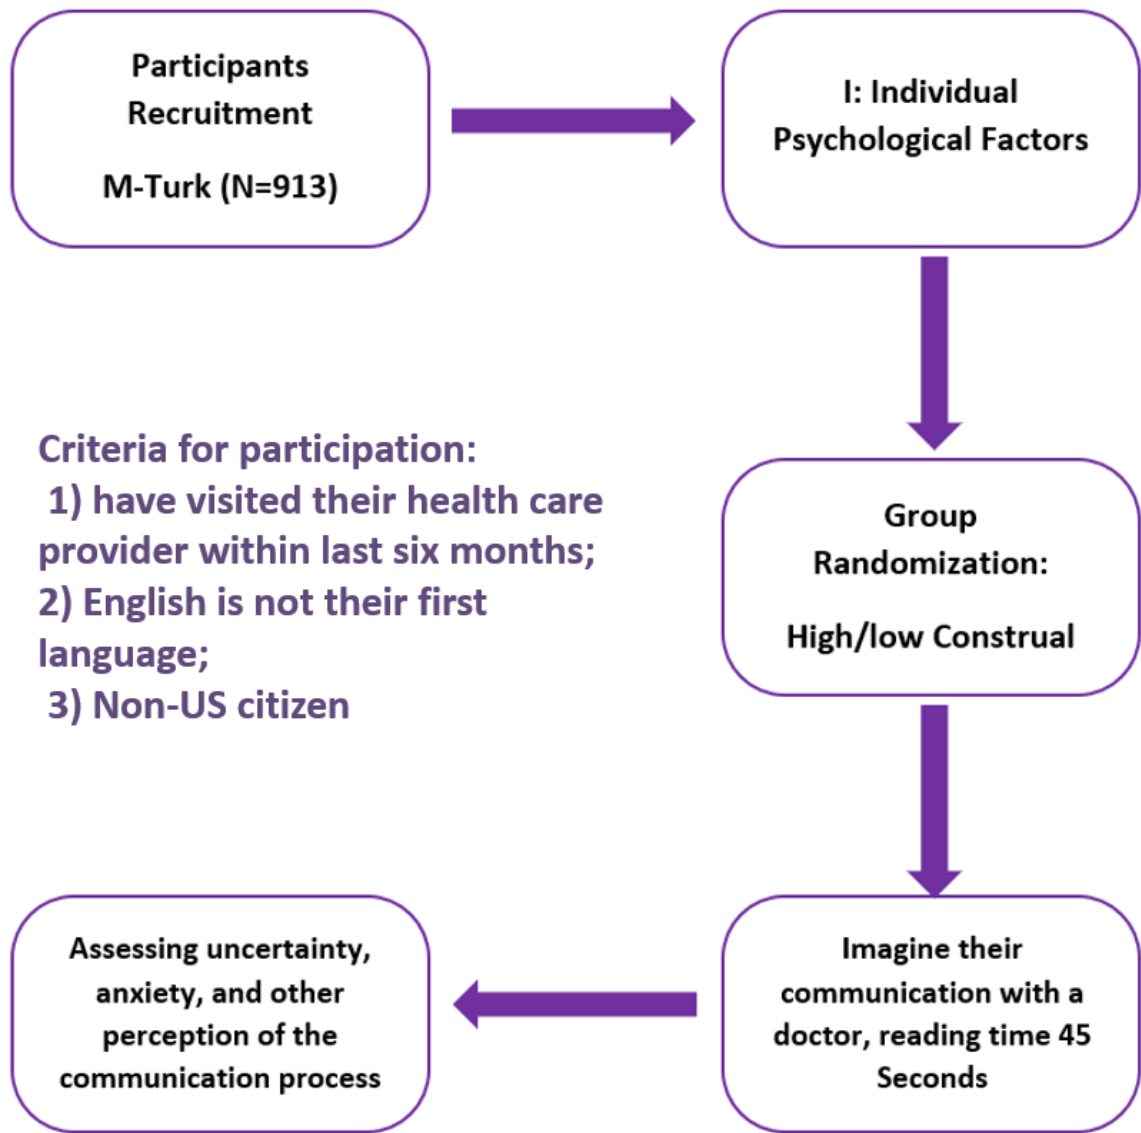 Participants
Recruitment
M-Turk (N=913)
I: Individual
Psychological Factors
Criteria for participation:
1) have visited their health care
provider within last six months;
2) English is not their first
language;
3) Non-US citizen
Group
Randomization:
High/low Construal
Imagine their
communication with a
doctor, reading time 45
Seconds
Assessing uncertainty,
anxiety, and other
perception of the
communication process